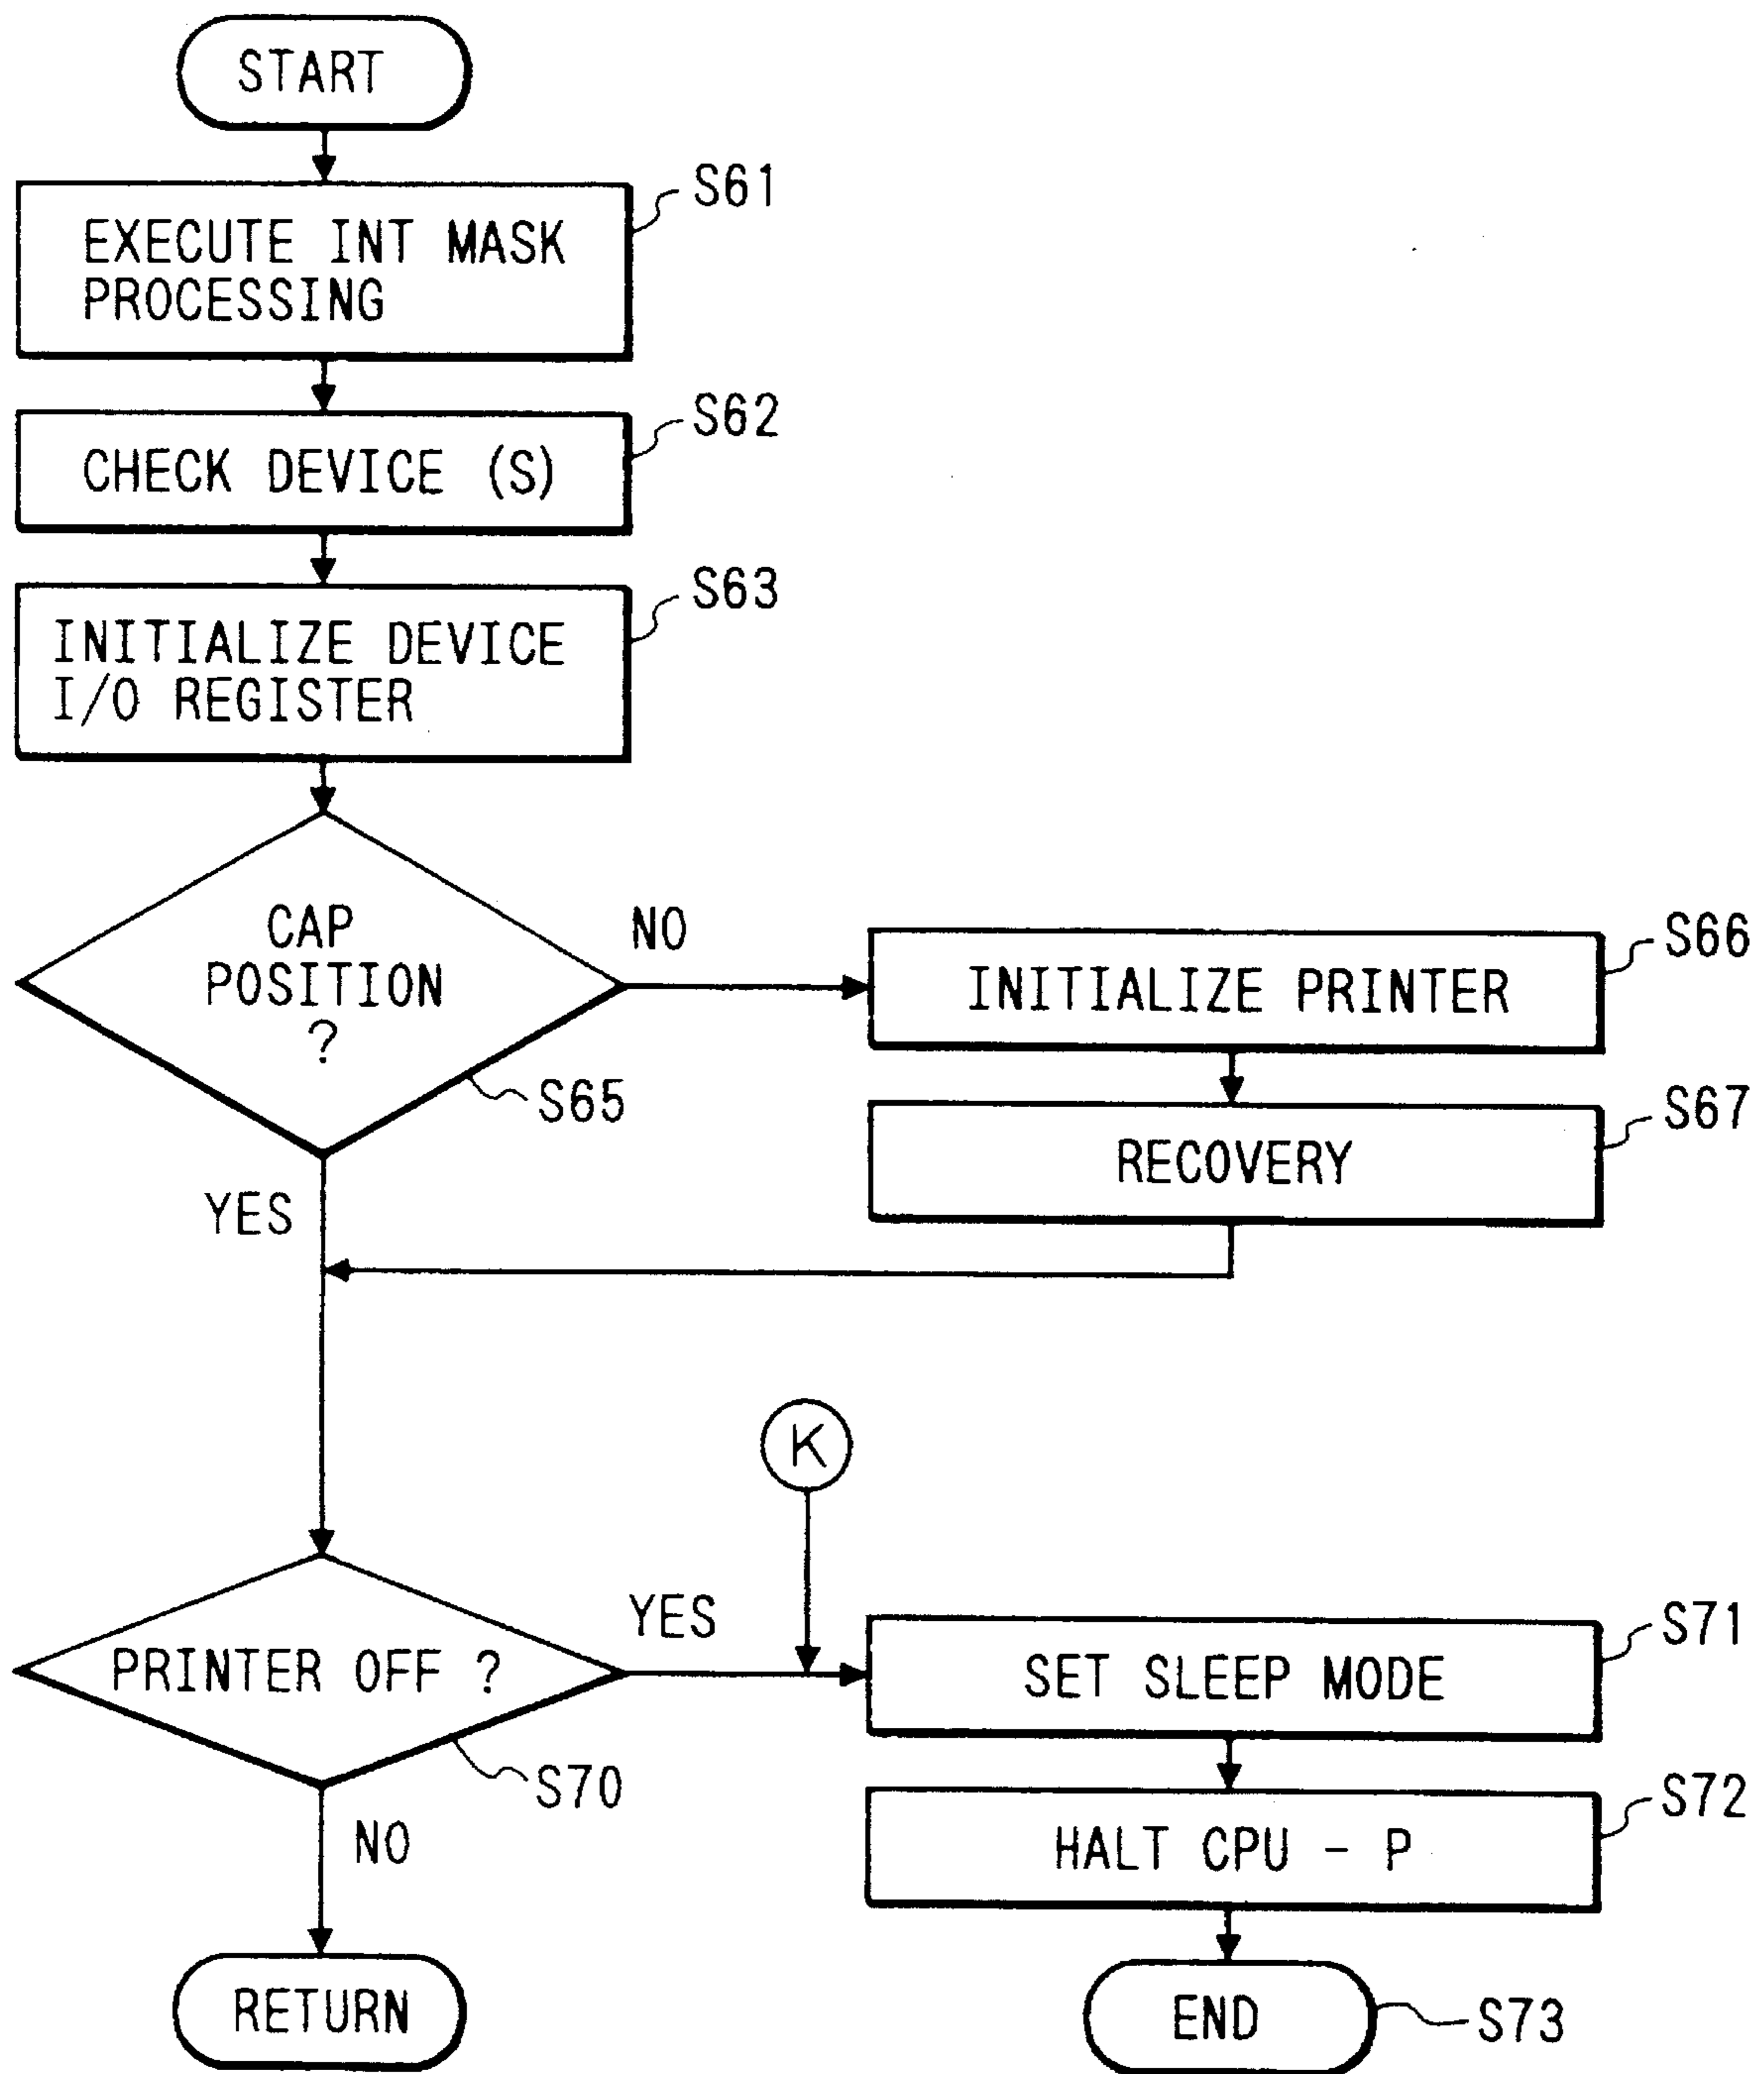 START
S61
EXECUTE INT MASK
PROCESSING
S62
CHECK DEVICE (S)
S63
INITIALIZE DEVICE
I/O REGISTER
CAP
POSITION
?
NO
S65
YES
S66
INITIALIZE PRINTER
S67
RECOVERY
K
PRINTER OFF ?
YES
S70
NO
S71
SET SLEEP MODE
S72
HALT CPU - P
RETURN
END
S73